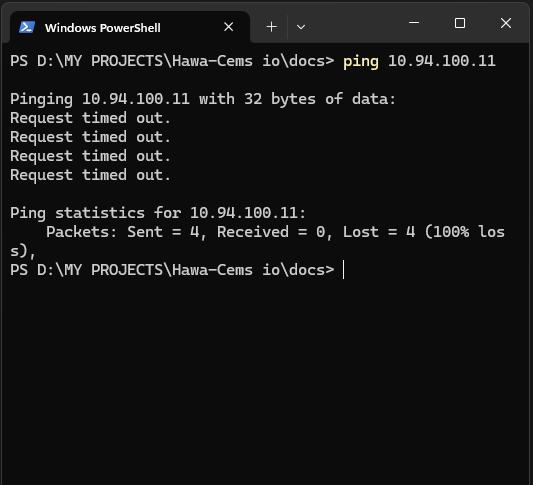 Windows PowerShell
PS D:\MY PROJECTS\Hawa-Cems io\docs> ping 10.94.100.11
Pinging 10.94.100.11 with 32 bytes of data:
Request timed out.
Request timed out.
Request timed out.
Request timed out.
Ping statistics for 10.94.100.11:
    Packets: Sent = 4, Received = 0, Lost = 4 (100% los
s),
PS D:\MY PROJECTS\Hawa-Cems io\docs>